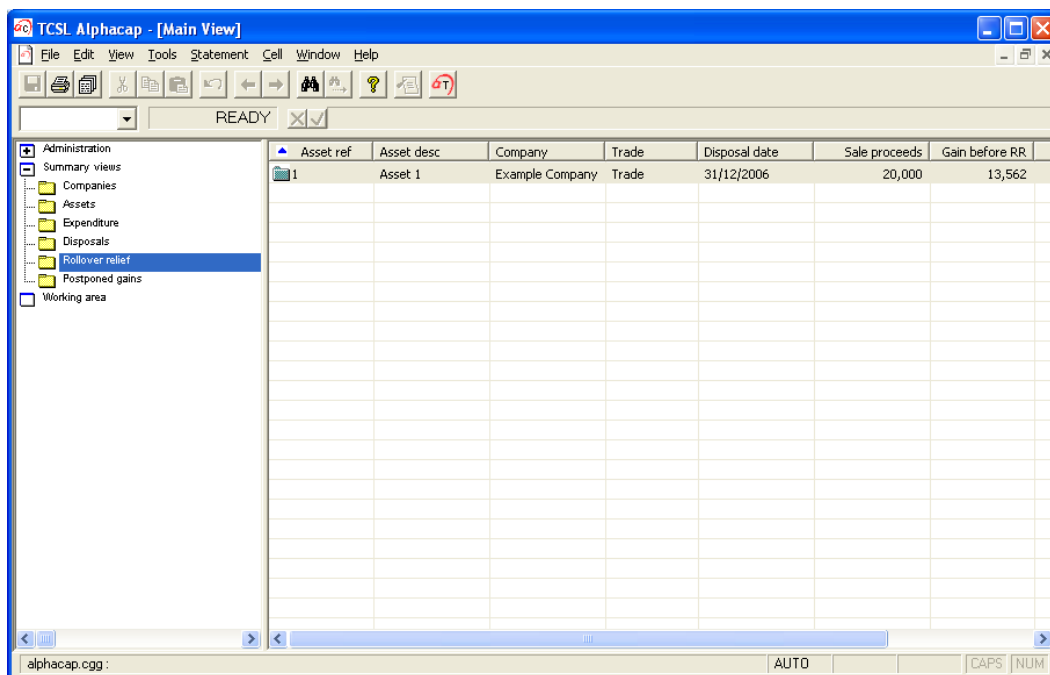 TCSL Alphacap - [Main View]
File Edit View Tools Statement Cell Window Help
READY
Administration
Summary views
Companies
Assets
Expenditure
Disposals
Rollover relief
Postponed gains
Working area
Asset ref Asset desc Company Trade Disposal date Sale proceeds Gain before RR
1 Asset 1 Example Company Trade 31/12/2006 20,000 13,562
alphacap.cgg :
AUTO CAPS NUM